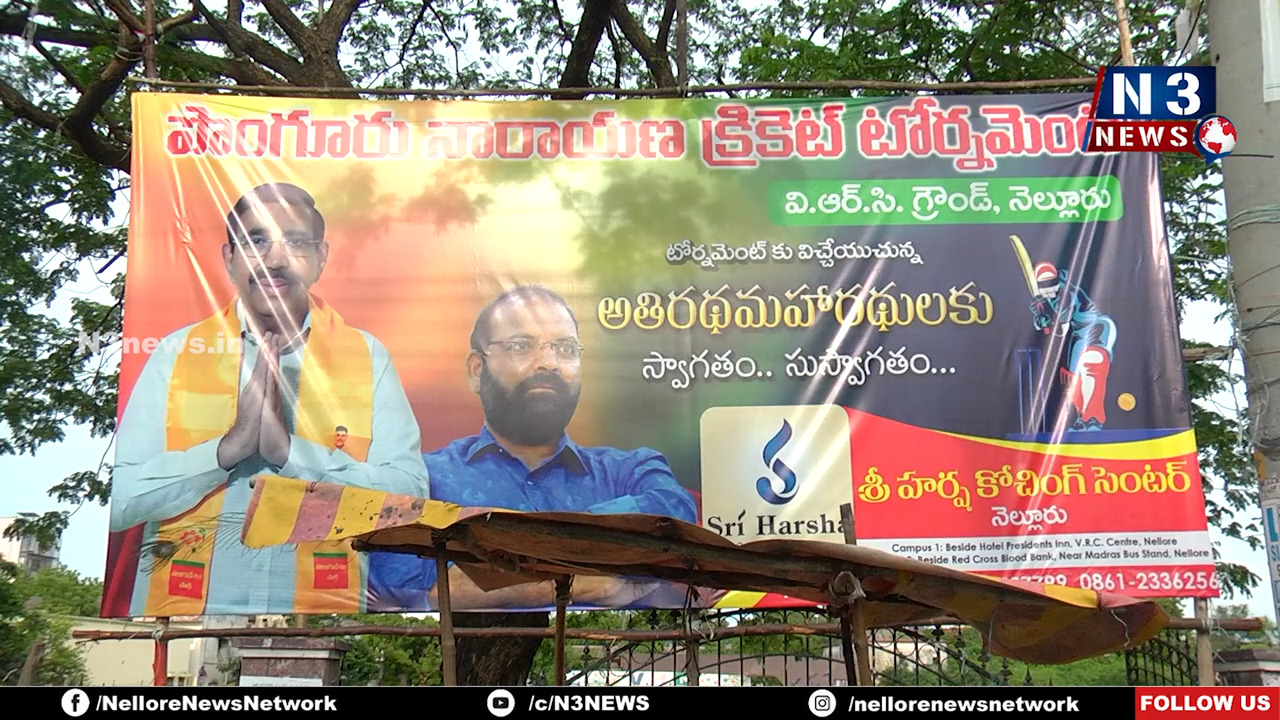 పొంగూరు నారాయణ క్రికెట్ టోర్నమెంట్
N3
NEWS
వి.ఆర్.సి. గ్రౌండ్, నెల్లూరు
టోర్నమెంట్ కు విచ్చేయుచున్న
అతిరథమహారథులకు
స్వాగతం.. సుస్వాగతం...
N3news.in
Sri Harsha
శ్రీ హర్ష కోచింగ్ సెంటర్
నెల్లూరు
Campus 1: Beside Hotel Presidents Inn, V.R.C. Centre, Nellore
Beside Red Cross Blood Bank, Near Madras Bus Stand, Nellore
0861-2336256
/NelloreNewsNetwork
/c/N3NEWS
/nellorenewsnetwork
FOLLOW US